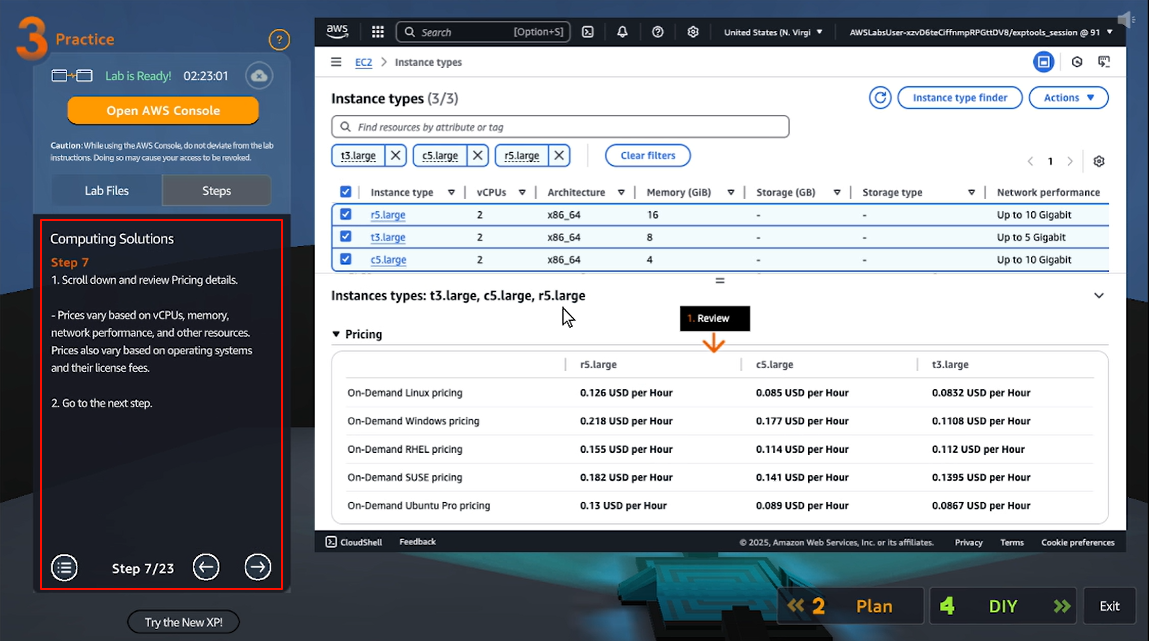 3 Practice
?
Lab is Ready! 02:23:01
Open AWS Console
Caution: While using the AWS Console, do not deviate from the lab
instructions. Doing so may cause your access to be revoked.
Lab Files Steps
Computing Solutions
Step 7
1. Scroll down and review Pricing details.
- Prices vary based on vCPUs, memory,
network performance, and other resources.
Prices also vary based on operating systems
and their license fees.
2. Go to the next step.
Step 7/23
Try the New XP!
aws Search [Option+S] United States (N. Virgi AWSLabsUser-xzvD6teCiffnmpRPGttDV8/exptools_session @ 91
EC2 > Instance types
Instance types (3/3) Instance type finder Actions
Find resources by attribute or tag
t3.large c5.large r5.large Clear filters
1
Instance type vCPUs Architecture Memory (GiB) Storage (GB) Storage type Network performance
r5.large 2 x86_64 16 - - Up to 10 Gigabit
t3.large 2 x86_64 8 - - Up to 5 Gigabit
c5.large 2 x86_64 4 - - Up to 10 Gigabit
Instances types: t3.large, c5.large, r5.large
1. Review
Pricing
r5.large c5.large t3.large
On-Demand Linux pricing 0.126 USD per Hour 0.085 USD per Hour 0.0832 USD per Hour
On-Demand Windows pricing 0.218 USD per Hour 0.177 USD per Hour 0.1108 USD per Hour
On-Demand RHEL pricing 0.155 USD per Hour 0.114 USD per Hour 0.112 USD per Hour
On-Demand SUSE pricing 0.182 USD per Hour 0.141 USD per Hour 0.1395 USD per Hour
On-Demand Ubuntu Pro pricing 0.13 USD per Hour 0.089 USD per Hour 0.0867 USD per Hour
CloudShell Feedback © 2025, Amazon Web Services, Inc. or its affiliates. Privacy Terms Cookie preferences
2 Plan 4 DIY Exit